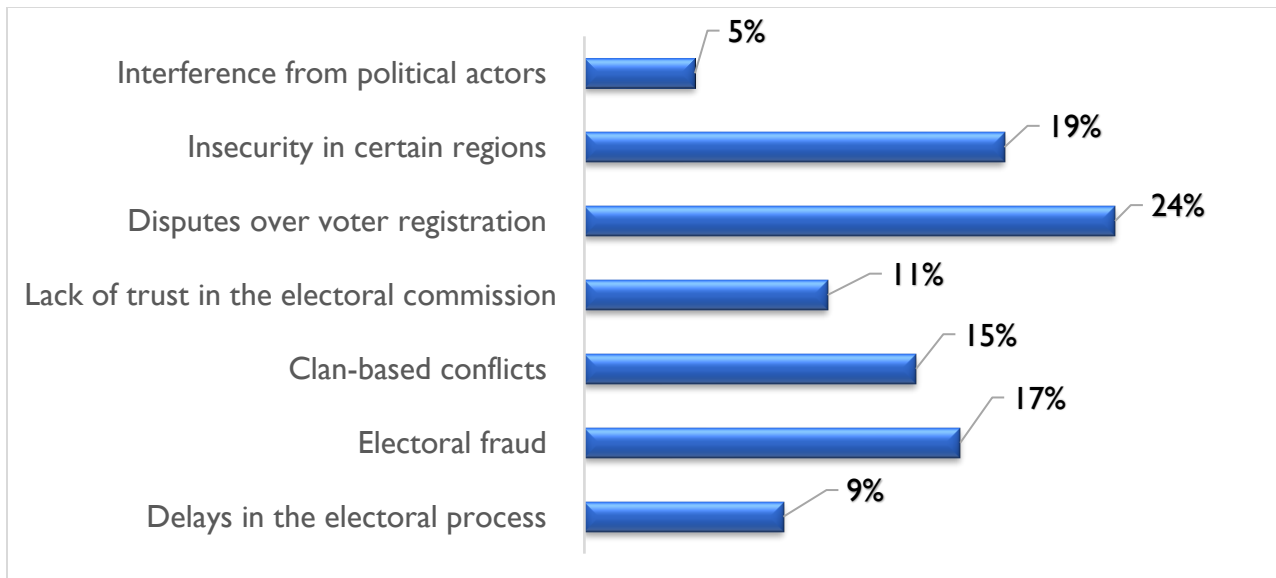 5%
Interference from political actors
19%
Insecurity in certain regions
24%
Disputes over voter registration
11%
Lack of trust in the electoral commission
15%
Clan-based conflicts
17%
Electoral fraud
9%
Delays in the electoral process